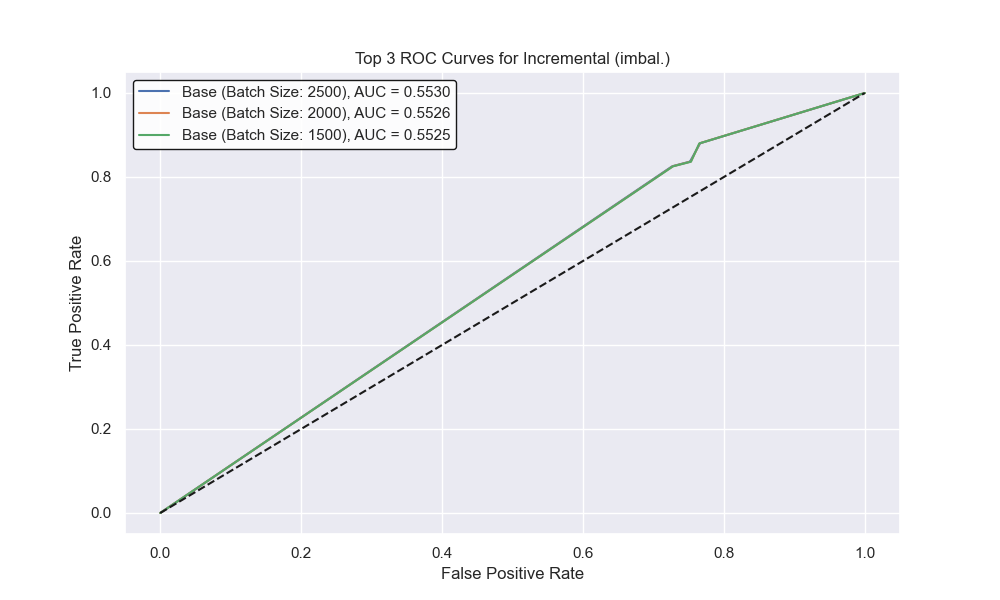 Top 3 ROC Curves for Incremental (imbal.)
Base (Batch Size: 2500), AUC = 0.5530
Base (Batch Size: 2000), AUC = 0.5526
Base (Batch Size: 1500), AUC = 0.5525
True Positive Rate
1.0
0.8
0.6
0.4
0.2
0.0
0.0 0.2 0.4 0.6 0.8 1.0
False Positive Rate